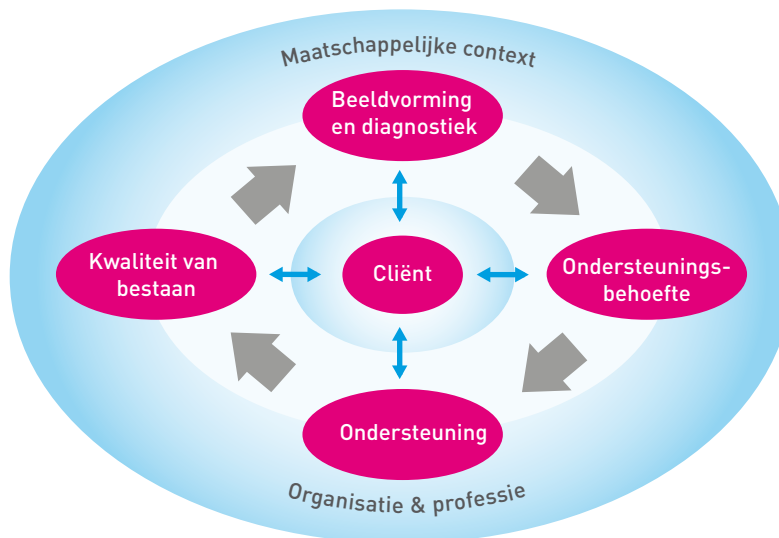 Maatschappelijke context
Beeldvorming
en diagnostiek
Kwaliteit van
bestaan
Cliënt
Ondersteunings-
behoefte
Ondersteuning
Organisatie & professie